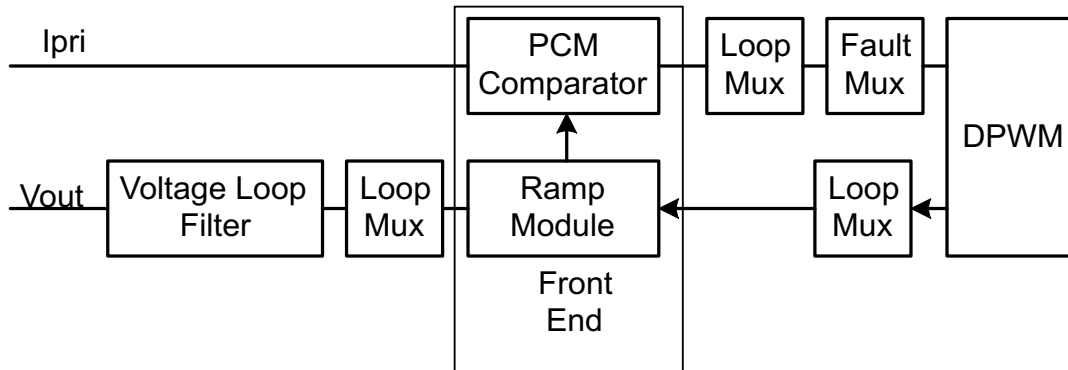 Ipri
PCM
Comparator
Loop
Mux
Fault
Mux
DPWM
Vout
Voltage Loop
Filter
Loop
Mux
Ramp
Module
Loop
Mux
Front
End